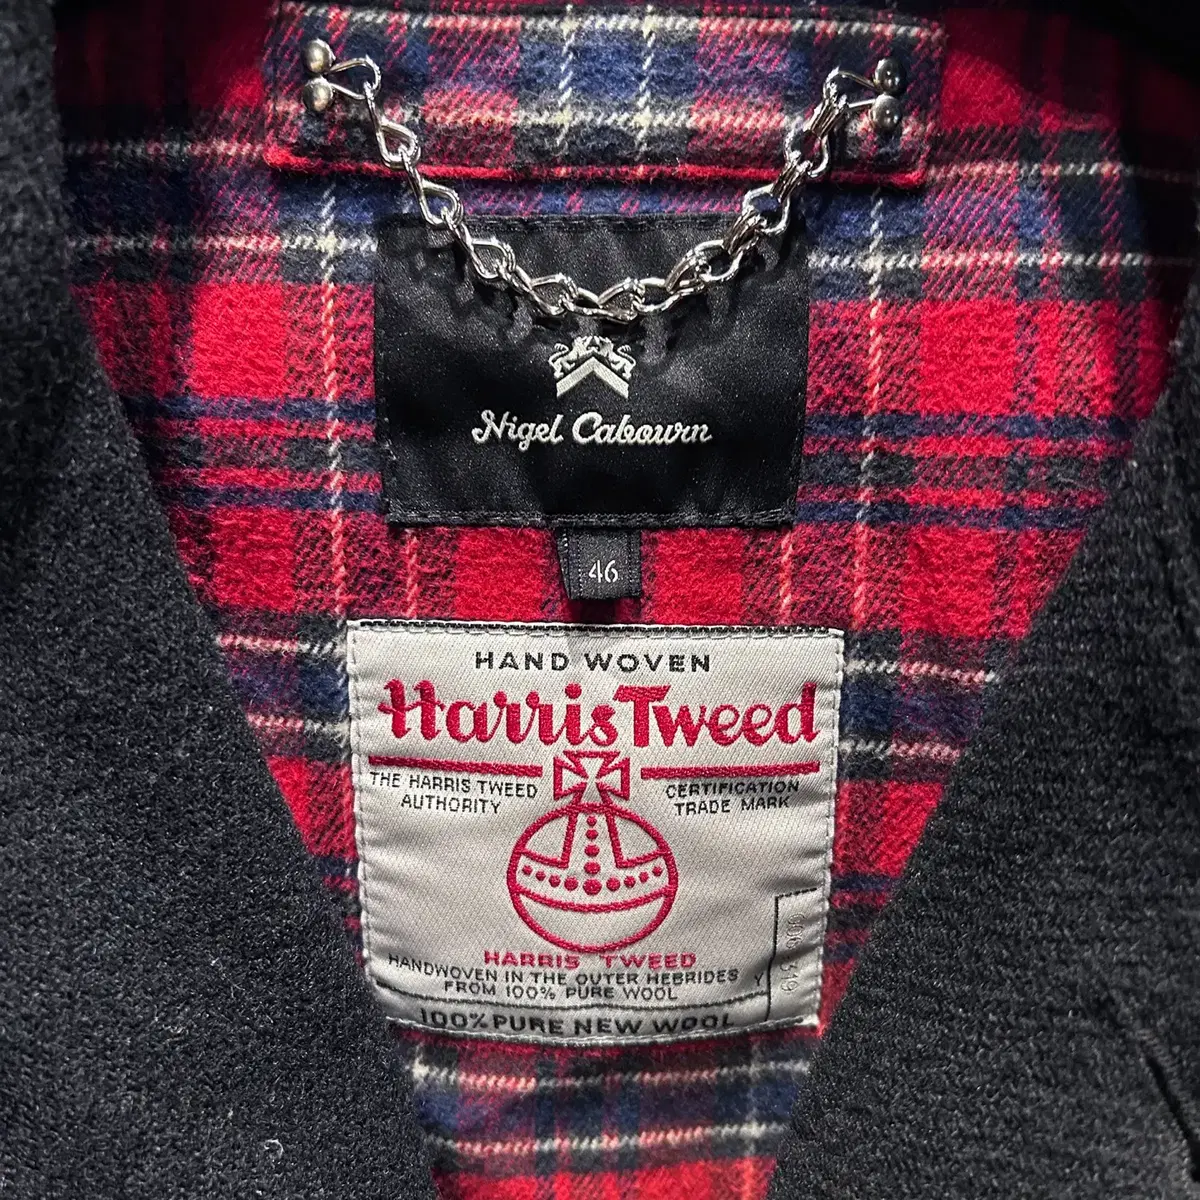 Nigel Cabourn
46
HAND WOVEN
Harris Tweed
THE HARRIS TWEED
AUTHORITY
CERTIFICATION
TRADE MARK
HARRIS TWEED
HANDWOVEN IN THE OUTER HEBRIDES
FROM 100% PURE WOOL
Y
100% PURE NEW WOOL